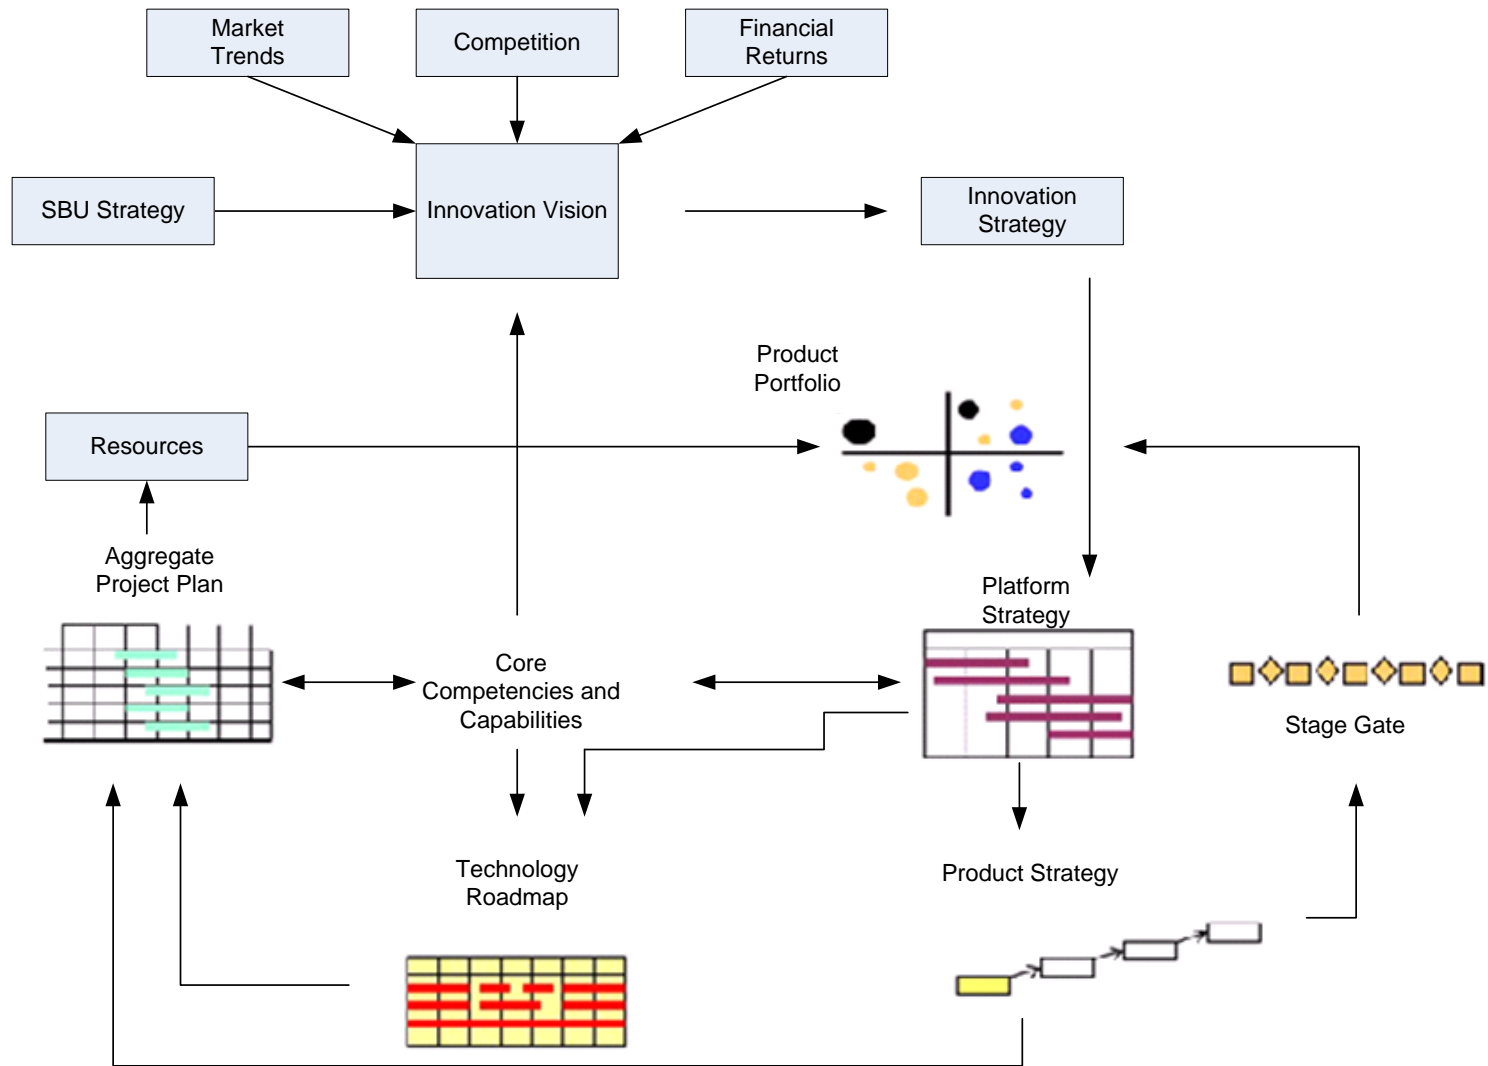 Market
Trends
Competition
Financial
Returns
SBU Strategy
Innovation Vision
Innovation
Strategy
Product
Portfolio
Resources
Aggregate
Project Plan
Platform
Strategy
Core
Competencies and
Capabilities
Stage Gate
Technology
Roadmap
Product Strategy